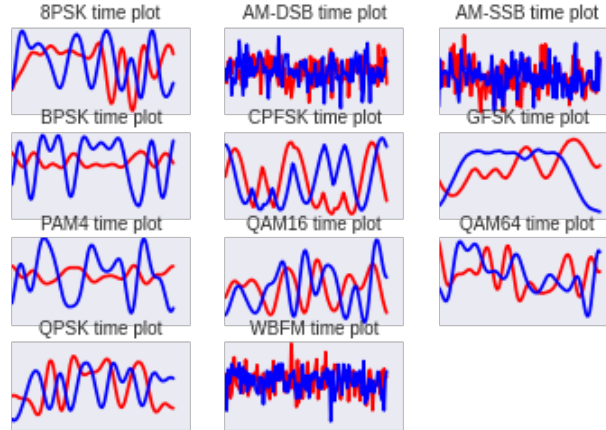 8PSK time plot AM-DSB time plot AM-SSB time plot
BPSK time plot CPFSK time plot GFSK time plot
PAM4 time plot QAM16 time plot QAM64 time plot
QPSK time plot WBFM time plot